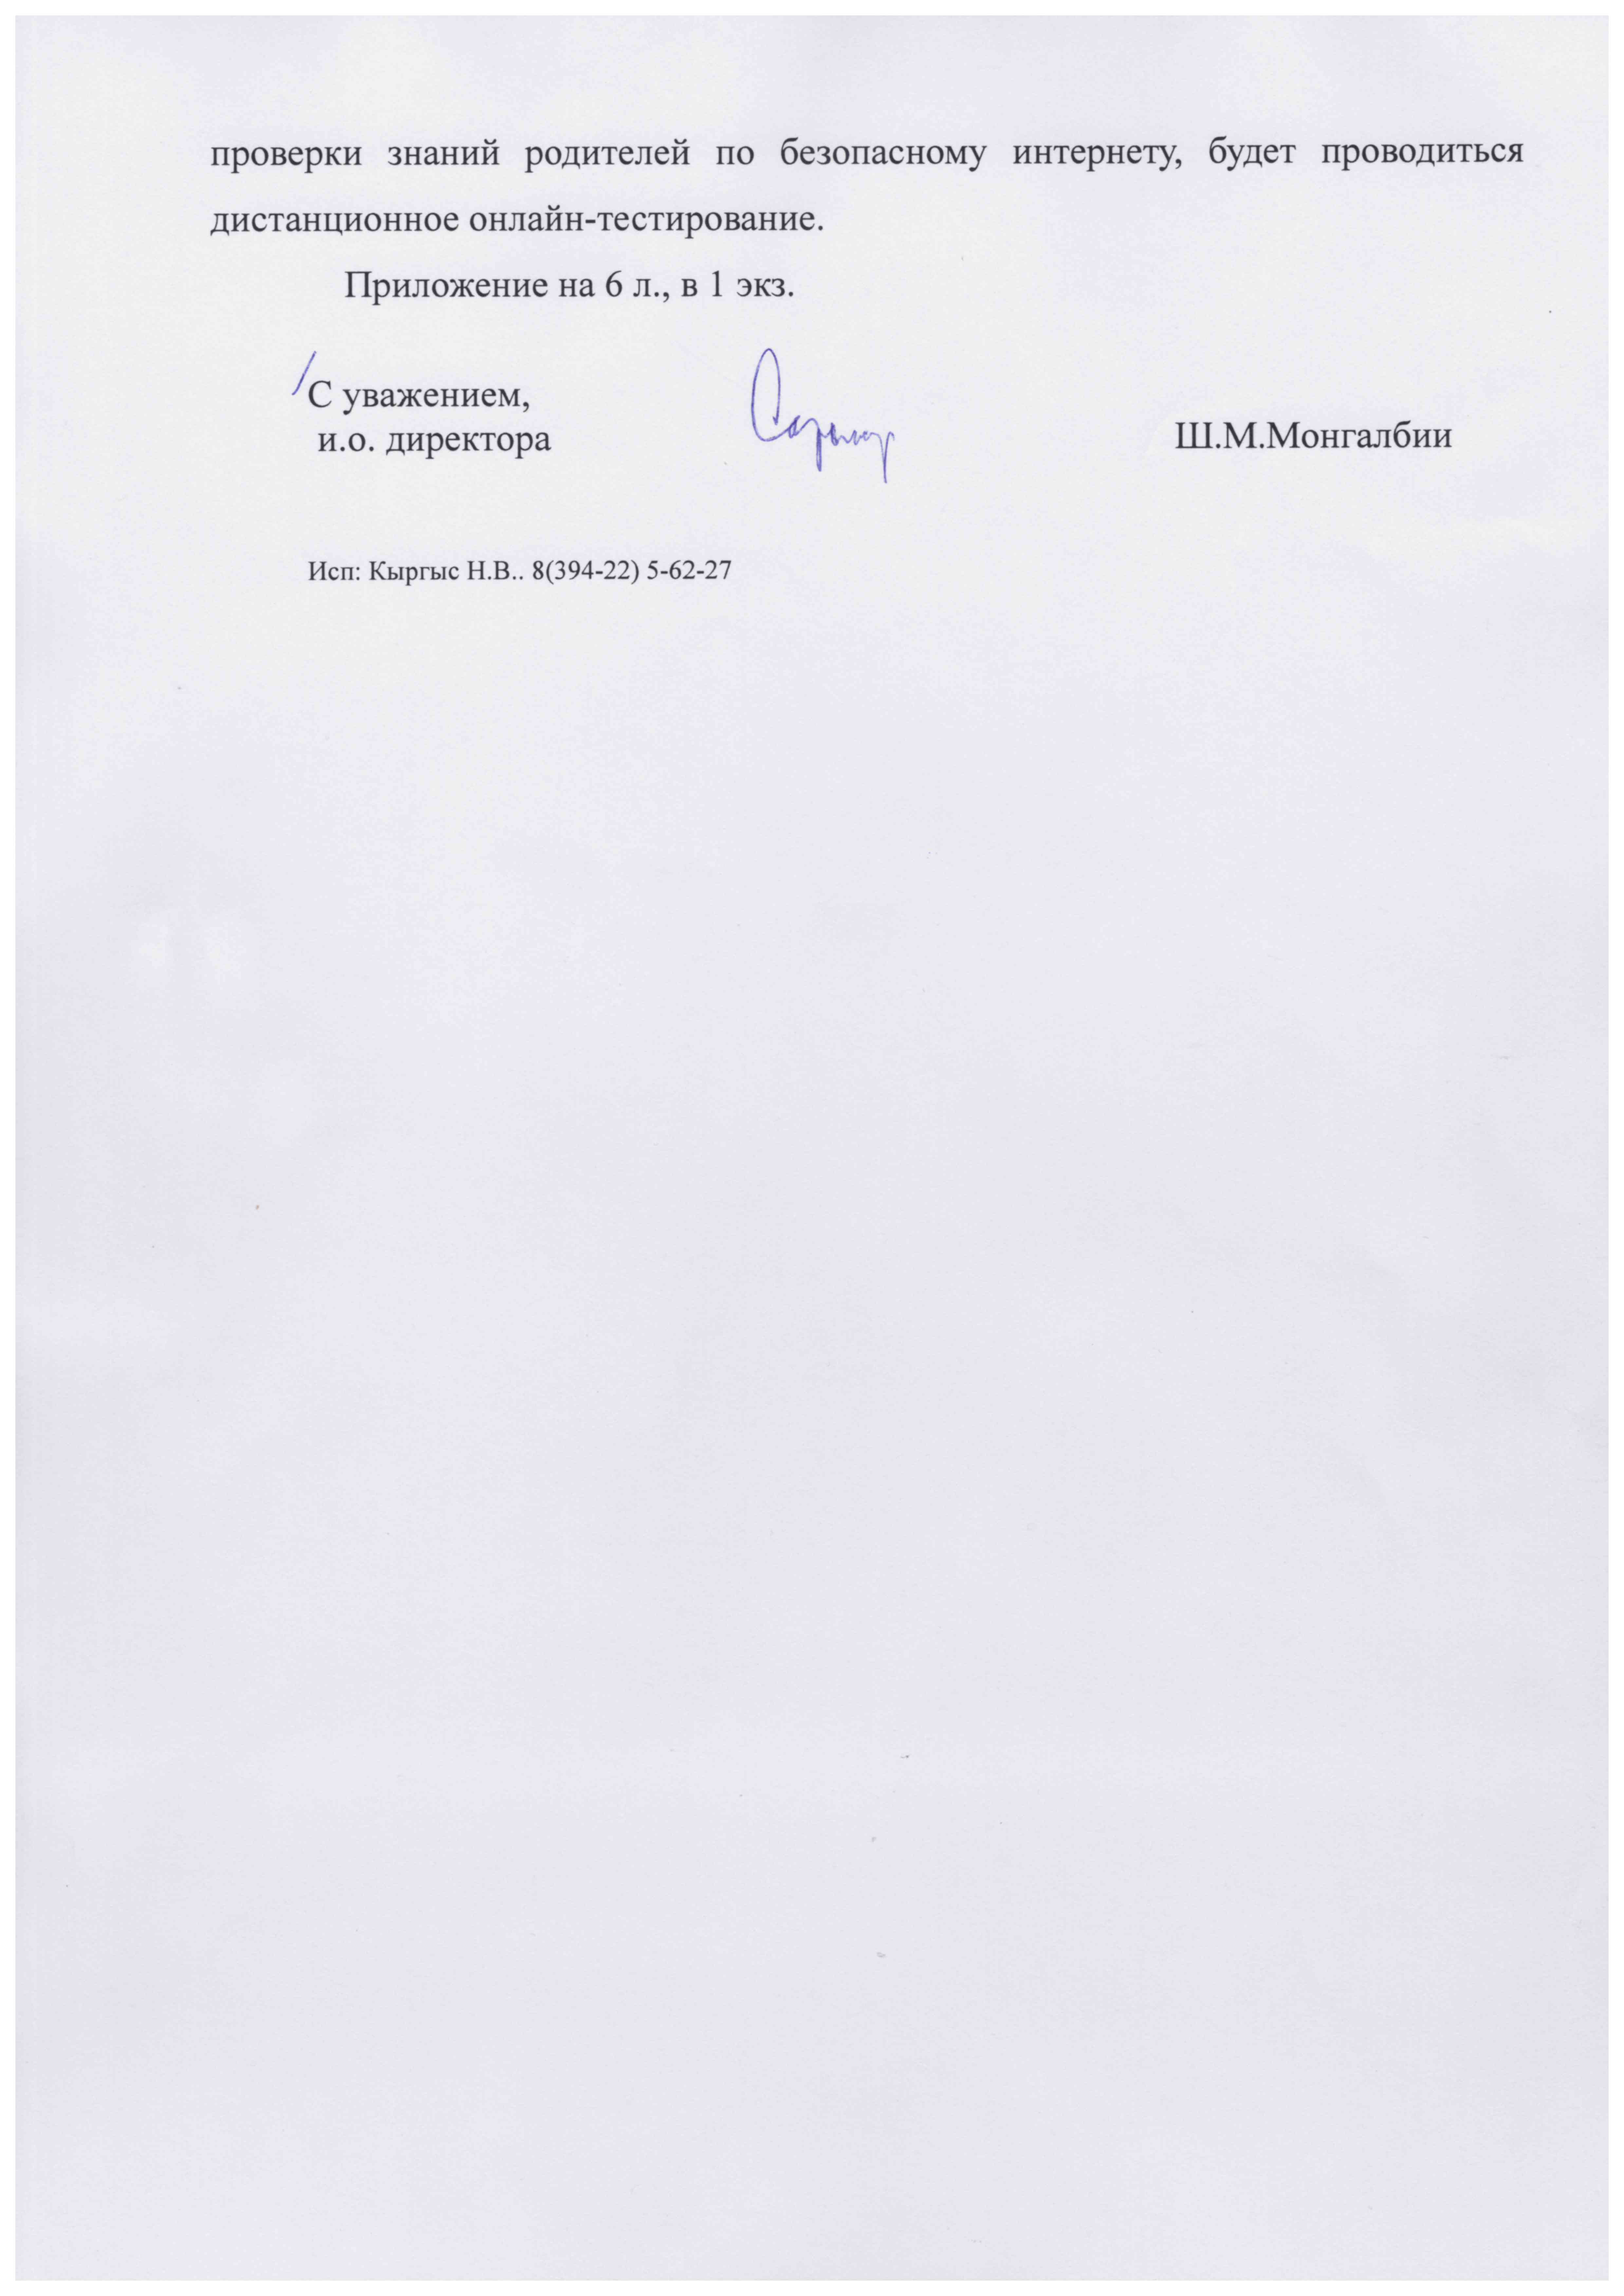 проверки знаний родителей по безопасному интернету, будет проводиться
дистанционное онлайн-тестирование.
Приложение на 6 л., в 1 экз.
С уважением,
и.о. директора
Ш.М.Монгалбии
Исп: Кыргыс Н.В.. 8(394-22) 5-62-27